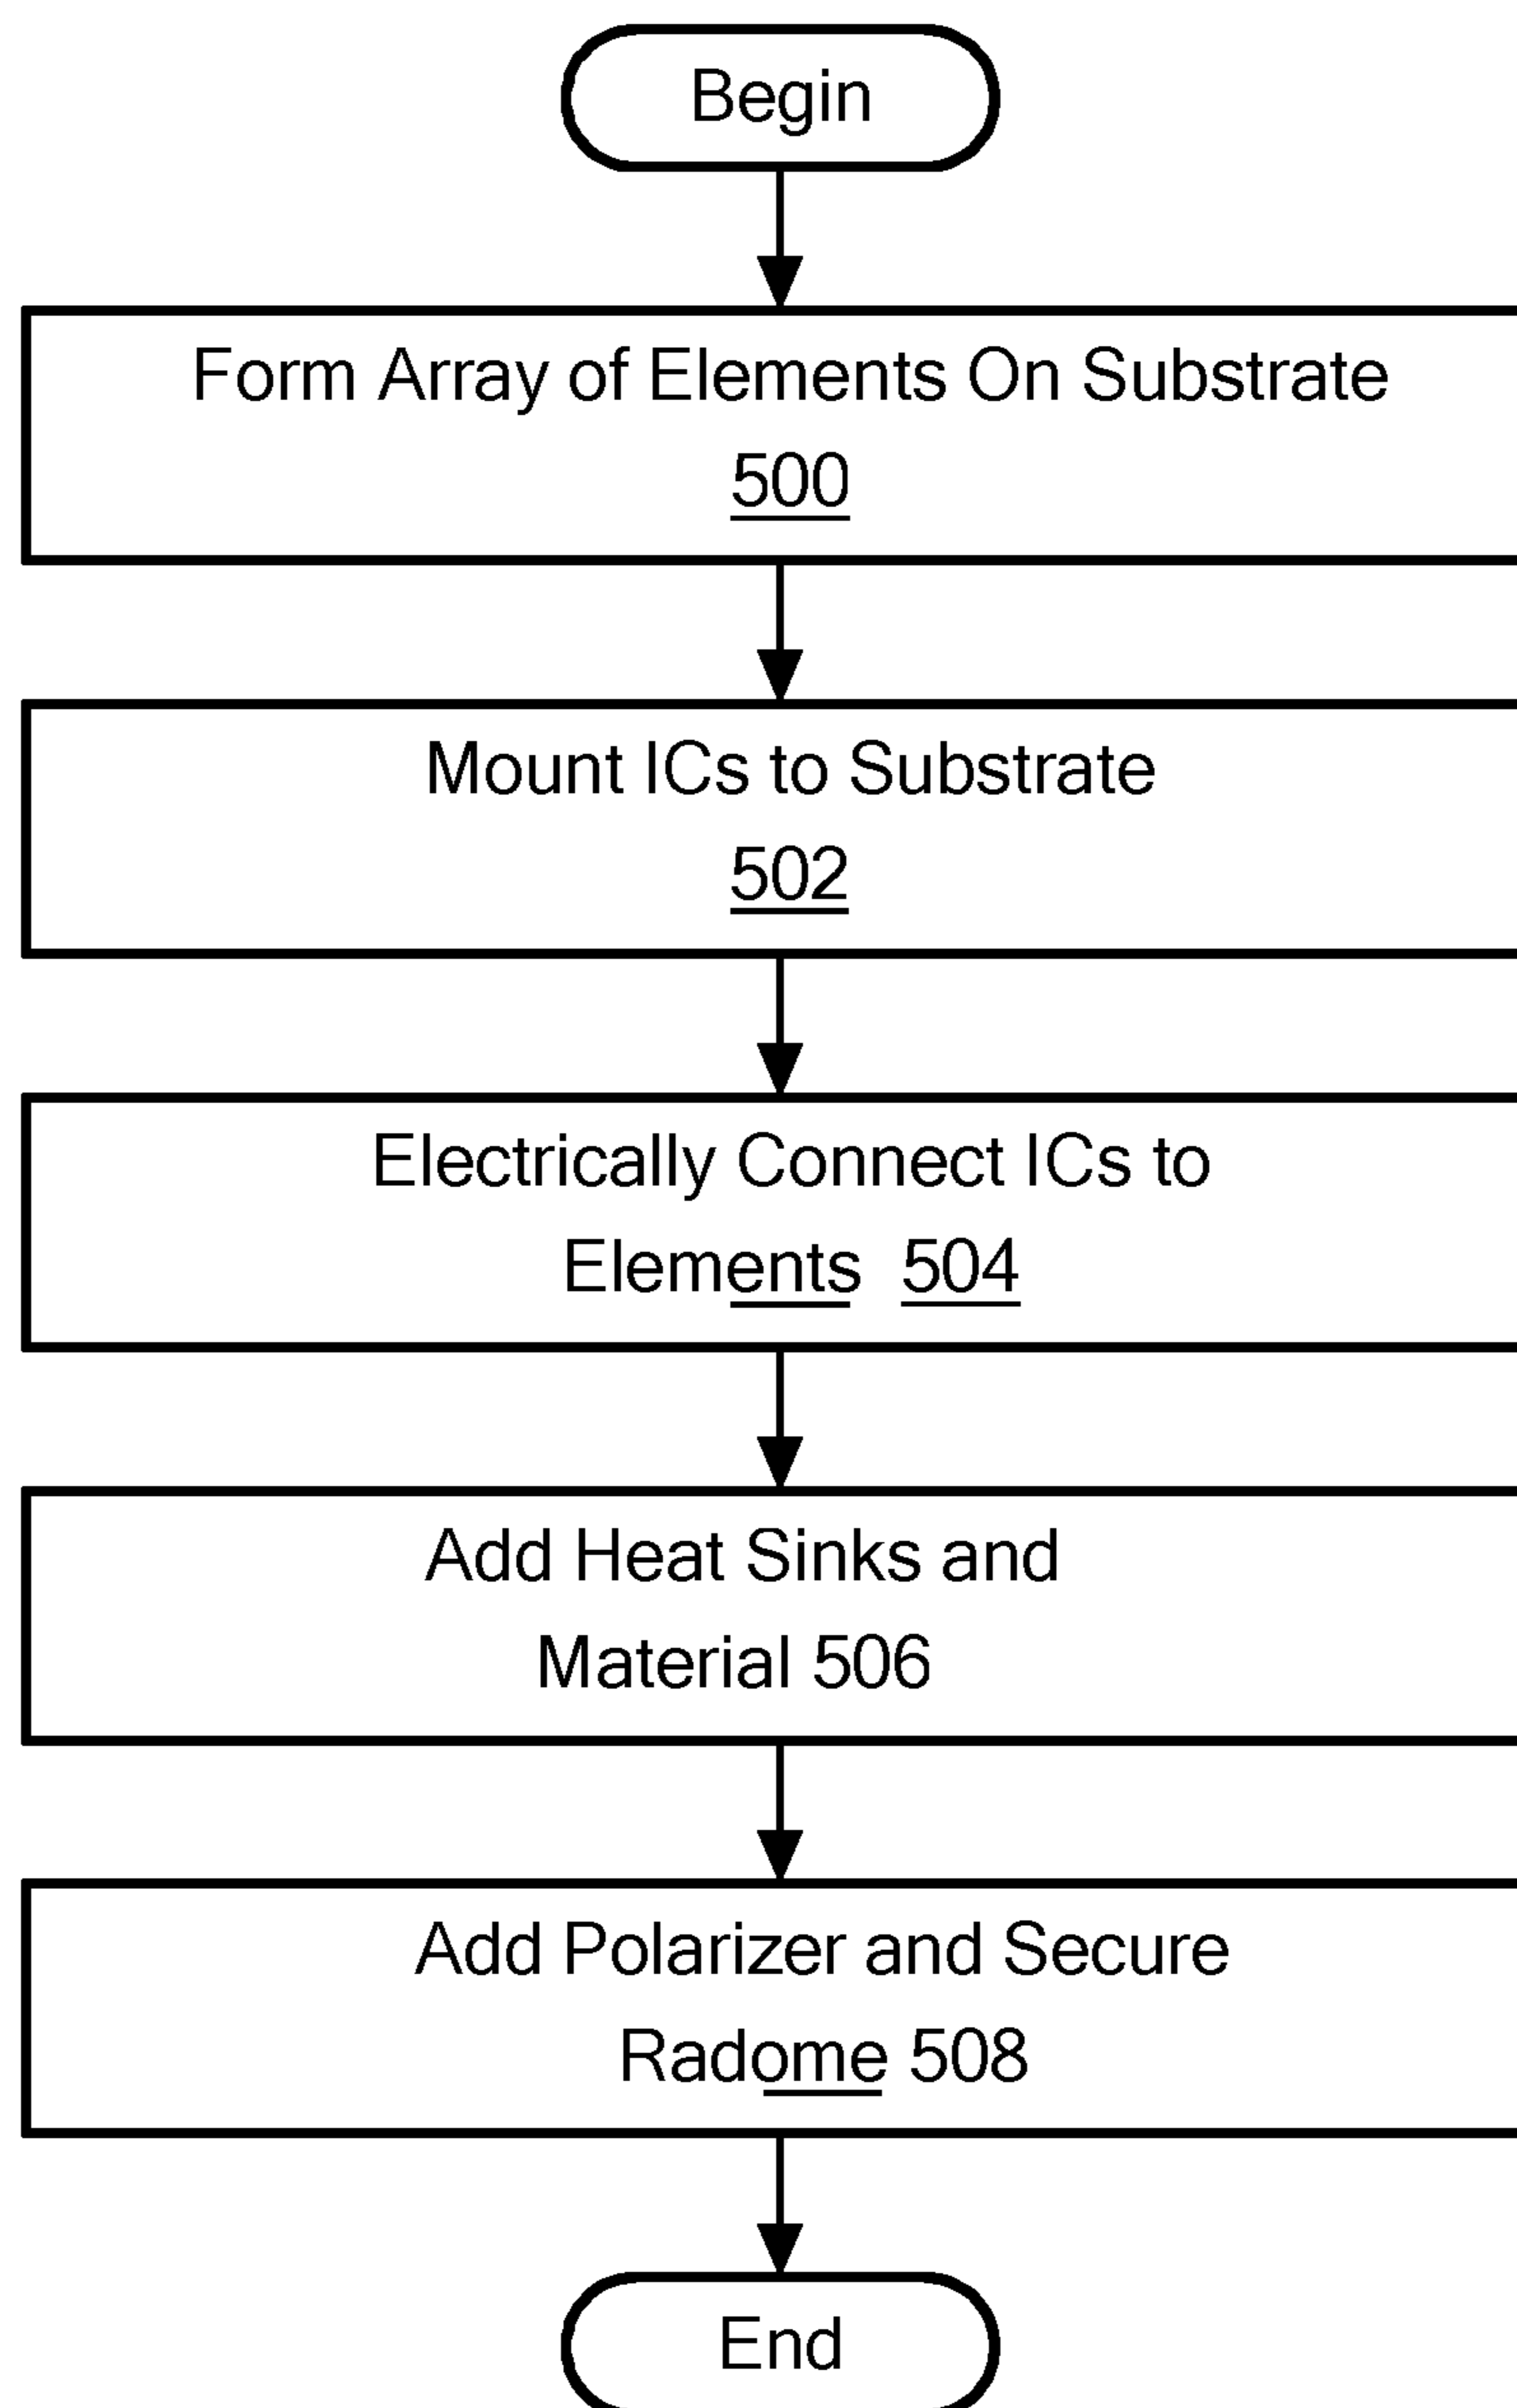 Begin
Form Array of Elements On Substrate
500
Mount ICs to Substrate
502
Electrically Connect ICs to
Elements 504
Add Heat Sinks and
Material 506
Add Polarizer and Secure
Radome 508
End